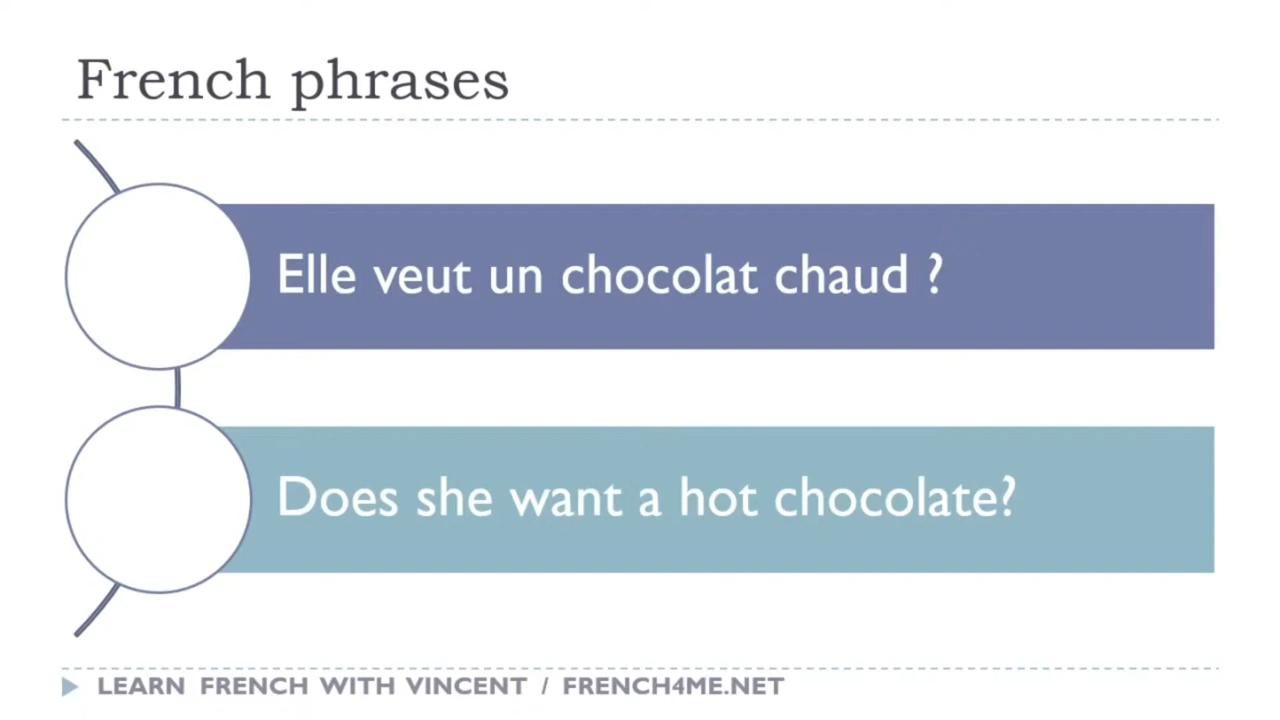 French phrases
Elle veut un chocolat chaud ?
Does she want a hot chocolate?
LEARN FRENCH WITH VINCENT / FRENCH4ME.NET